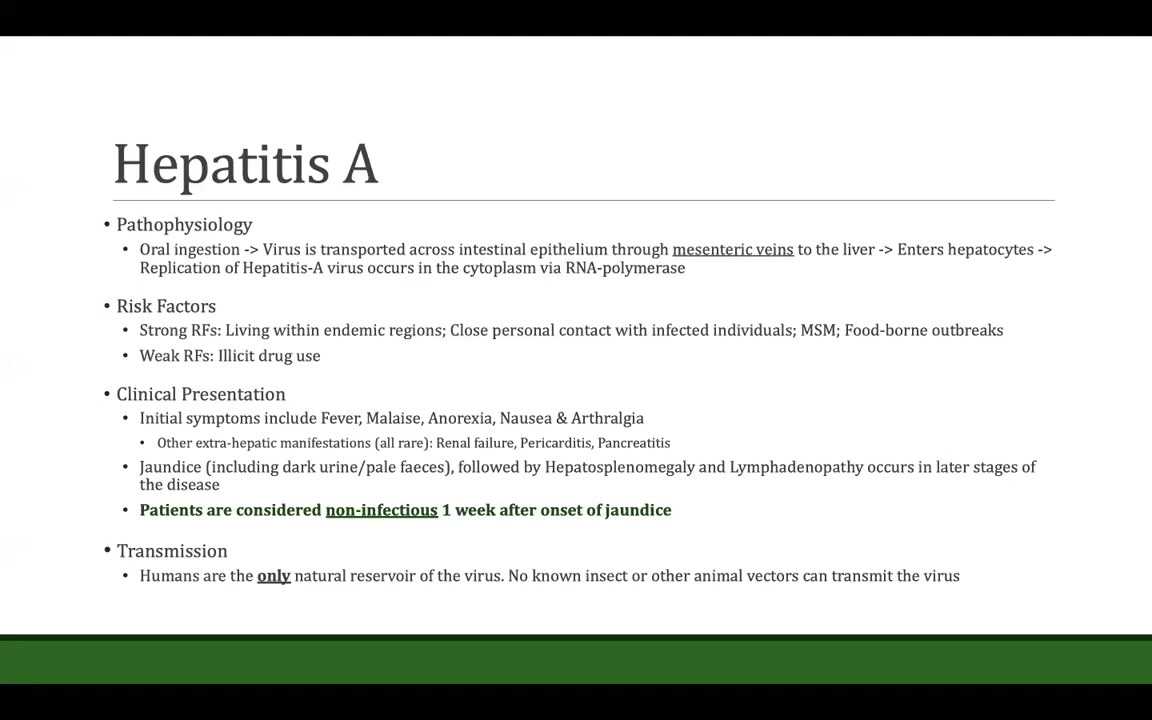 Hepatitis A
• Pathophysiology
• Oral ingestion -> Virus is transported across intestinal epithelium through mesenteric veins to the liver -> Enters hepatocytes ->
Replication of Hepatitis-A virus occurs in the cytoplasm via RNA-polymerase
• Risk Factors
• Strong RFs: Living within endemic regions; Close personal contact with infected individuals; MSM; Food-borne outbreaks
• Weak RFs: Illicit drug use
• Clinical Presentation
• Initial symptoms include Fever, Malaise, Anorexia, Nausea & Arthralgia
• Other extra-hepatic manifestations (all rare): Renal failure, Pericarditis, Pancreatitis
• Jaundice (including dark urine/pale faeces), followed by Hepatosplenomegaly and Lymphadenopathy occurs in later stages of
the disease
• Patients are considered non-infectious 1 week after onset of jaundice
• Transmission
• Humans are the only natural reservoir of the virus. No known insect or other animal vectors can transmit the virus